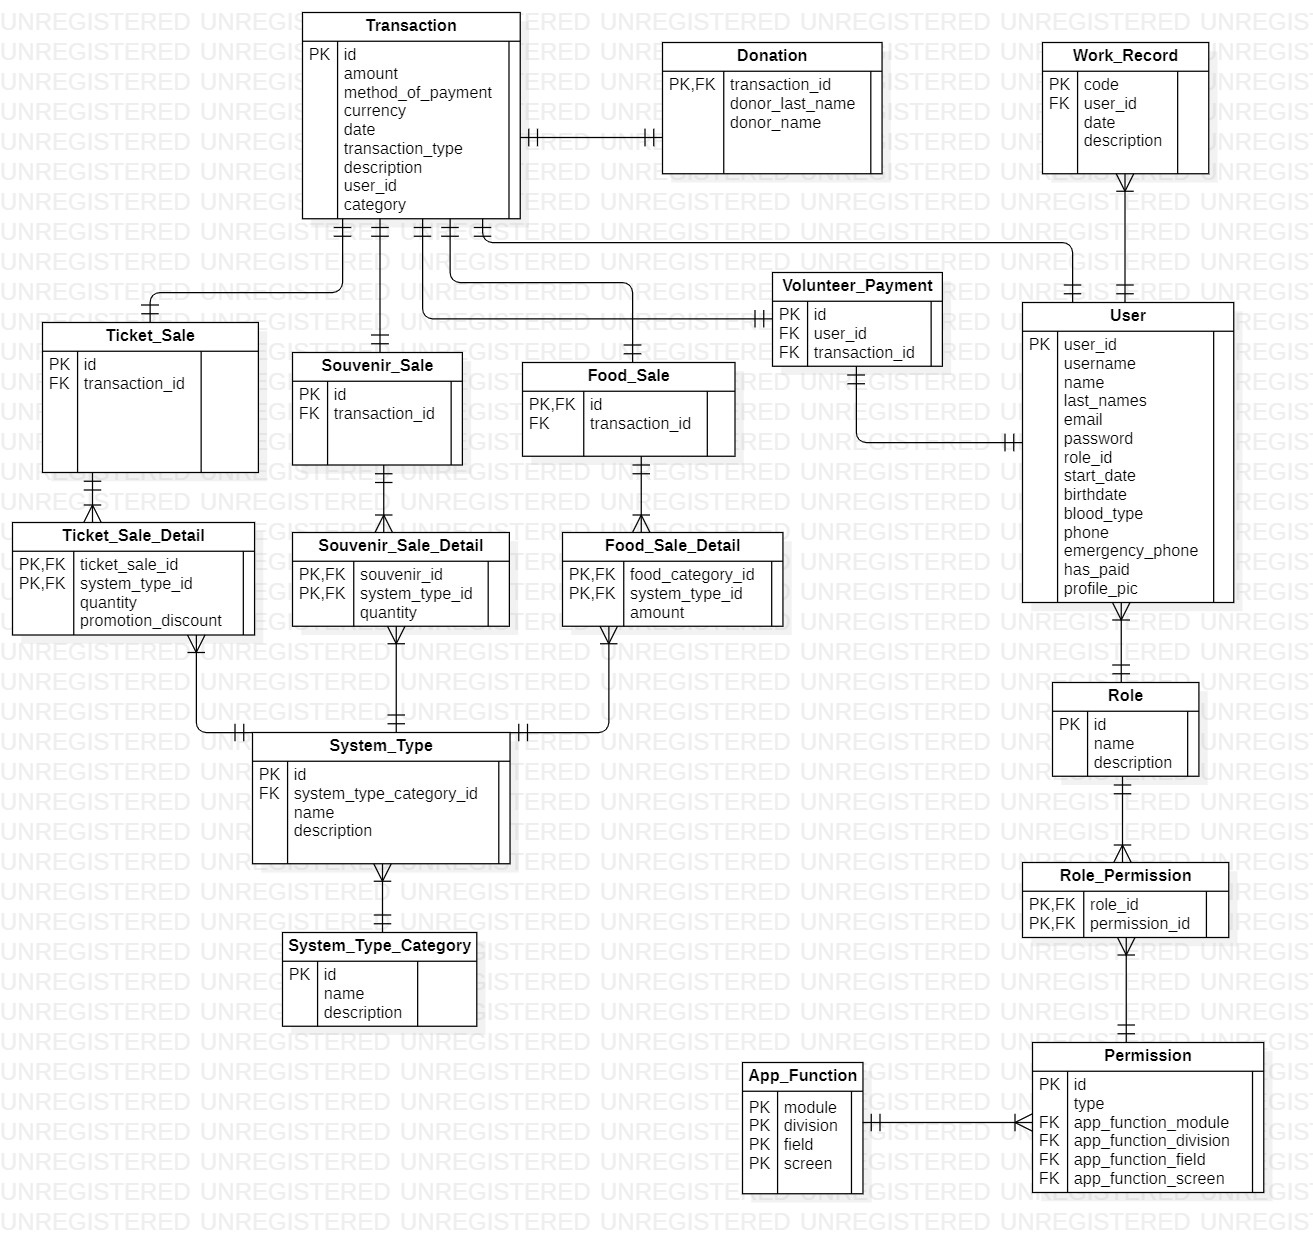 Transaction
PK id
amount
method_of_payment
currency
date
transaction_type
description
user_id
category
Donation
PK,FK transaction_id
donor_last_name
donor_name
Work_Record
PK code
FK user_id
date
description
Volunteer_Payment
PK id
FK user_id
FK transaction_id
User
PK user_id
username
name
last_names
email
password
role_id
start_date
birthdate
blood_type
phone
emergency_phone
has_paid
profile_pic
Ticket_Sale
PK id
FK transaction_id
Souvenir_Sale
PK id
FK transaction_id
Food_Sale
PK,FK id
FK transaction_id
Ticket_Sale_Detail
PK,FK ticket_sale_id
PK,FK system_type_id
quantity
promotion_discount
Souvenir_Sale_Detail
PK,FK souvenir_id
PK,FK system_type_id
quantity
Food_Sale_Detail
PK,FK food_category_id
PK,FK system_type_id
amount
Role
PK id
name
description
System_Type
PK id
FK system_type_category_id
name
description
Role_Permission
PK,FK role_id
PK,FK permission_id
System_Type_Category
PK id
name
description
App_Function
PK module
PK division
PK field
PK screen
Permission
PK id
type
FK app_function_module
FK app_function_division
FK app_function_field
FK app_function_screen
UNREGISTERED